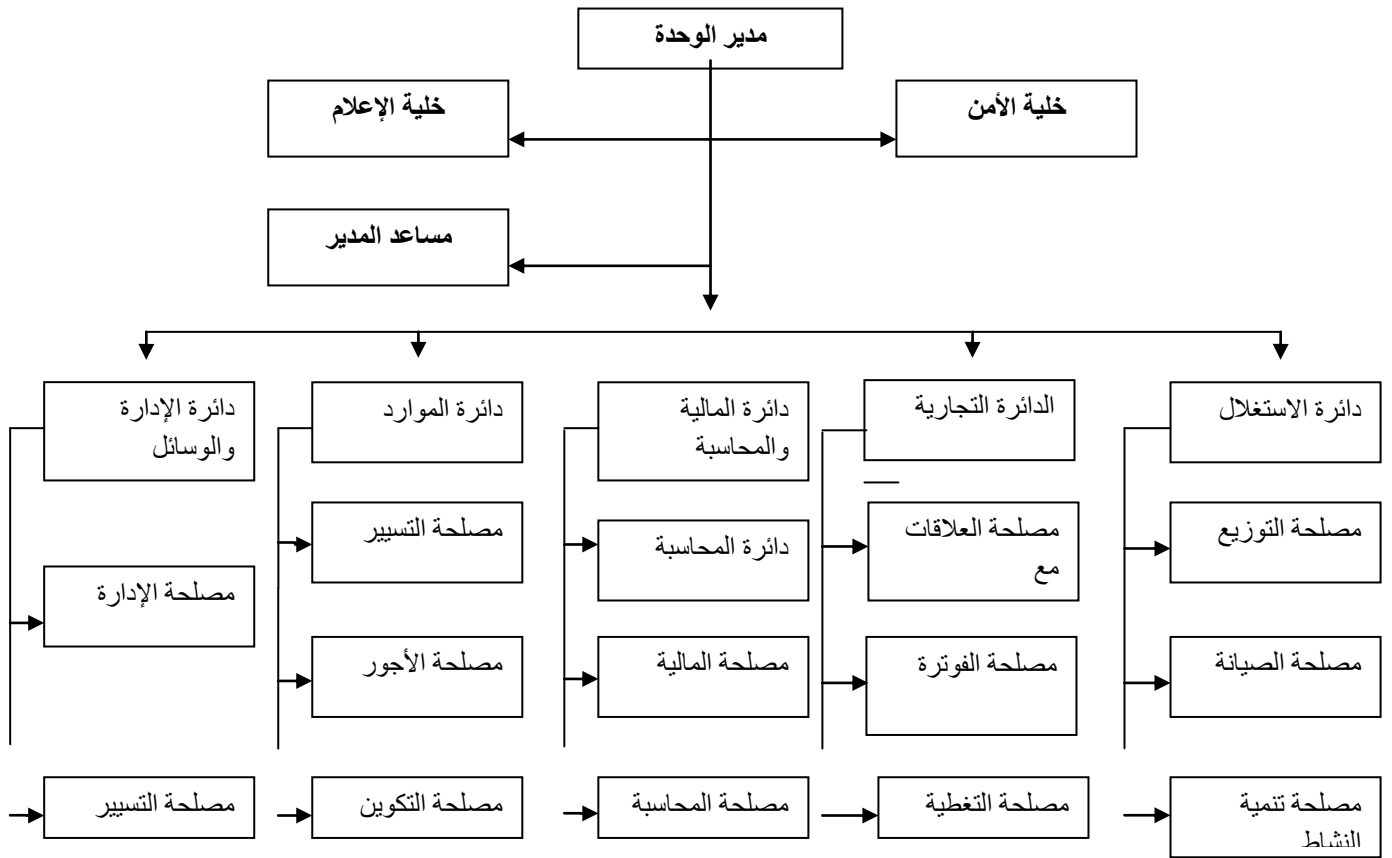 مدير الوحدة
خلية الأمن
خلية الإعلام
مساعد المدير
دائرة الاستغلال
الدائرة التجارية
دائرة المالية
والمحاسبة
دائرة الموارد
دائرة الإدارة
والوسائل
مصلحة التوزيع
مصلحة العلاقات
مع
دائرة المحاسبة
مصلحة التسيير
مصلحة الإدارة
مصلحة الصيانة
مصلحة الفوترة
مصلحة المالية
مصلحة الأجور
مصلحة تنمية
النشاط
مصلحة التغطية
مصلحة المحاسبة
مصلحة التكوين
مصلحة التسيير